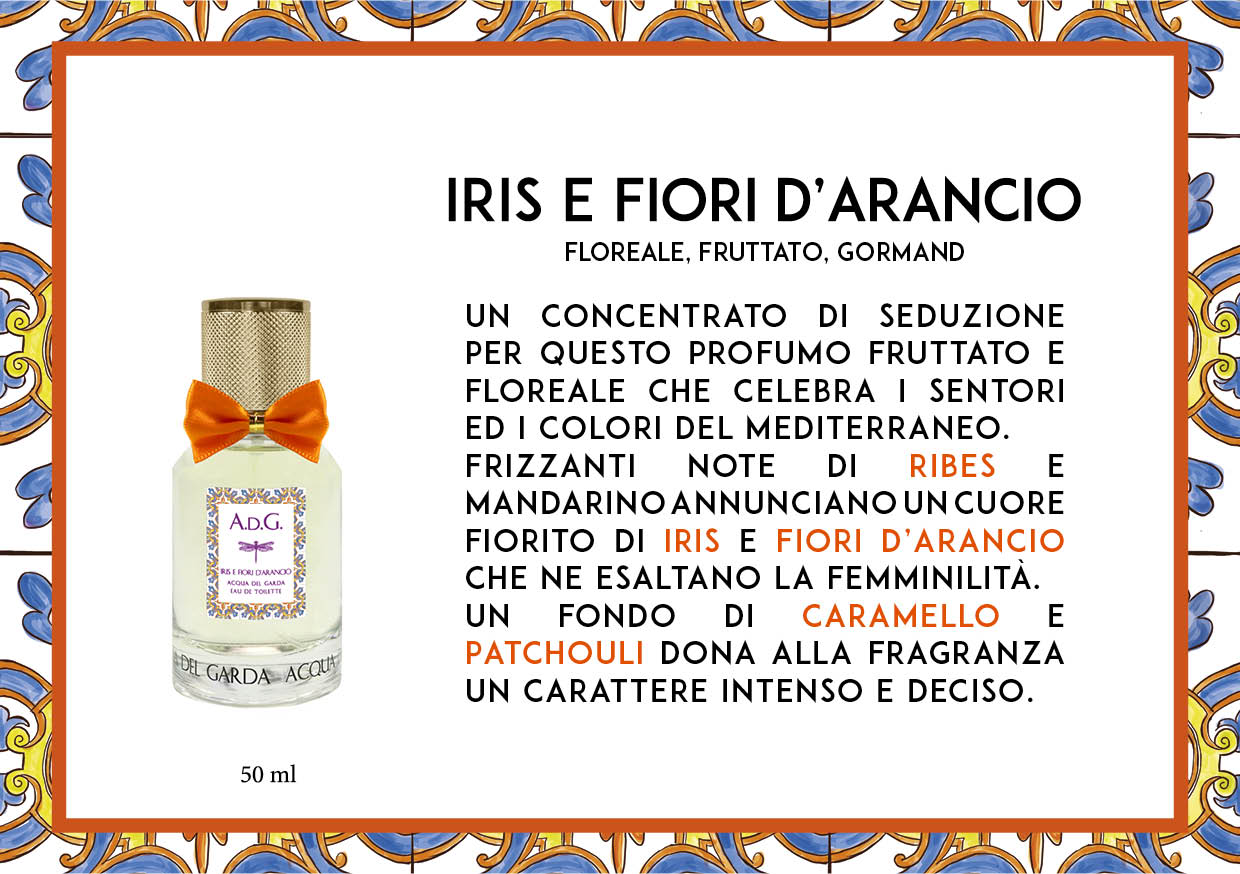 IRIS E FIORI D'ARANCIO
FLOREALE, FRUTTATO, GORMAND
UN CONCENTRATO DI SEDUZIONE
PER QUESTO PROFUMO FRUTTATO E
FLOREALE CHE CELEBRA I SENTORI
ED I COLORI DEL MEDITERRANEO.
FRIZZANTI NOTE DI RIBES E
MANDARINO ANNUNCIANO UN CUORE
FIORITO DI IRIS E FIORI D'ARANCIO
CHE NE ESALTANO LA FEMMINILITÀ.
UN FONDO DI CARAMELLO E
PATCHOULI DONA ALLA FRAGRANZA
UN CARATTERE INTENSO E DECISO.
A.D.G.
IRIS E FIORI D'ARANCIO
ACQUA DEL GARDA
EAU DE TOILETTE
DEL GARDA ACQUA
50 ml